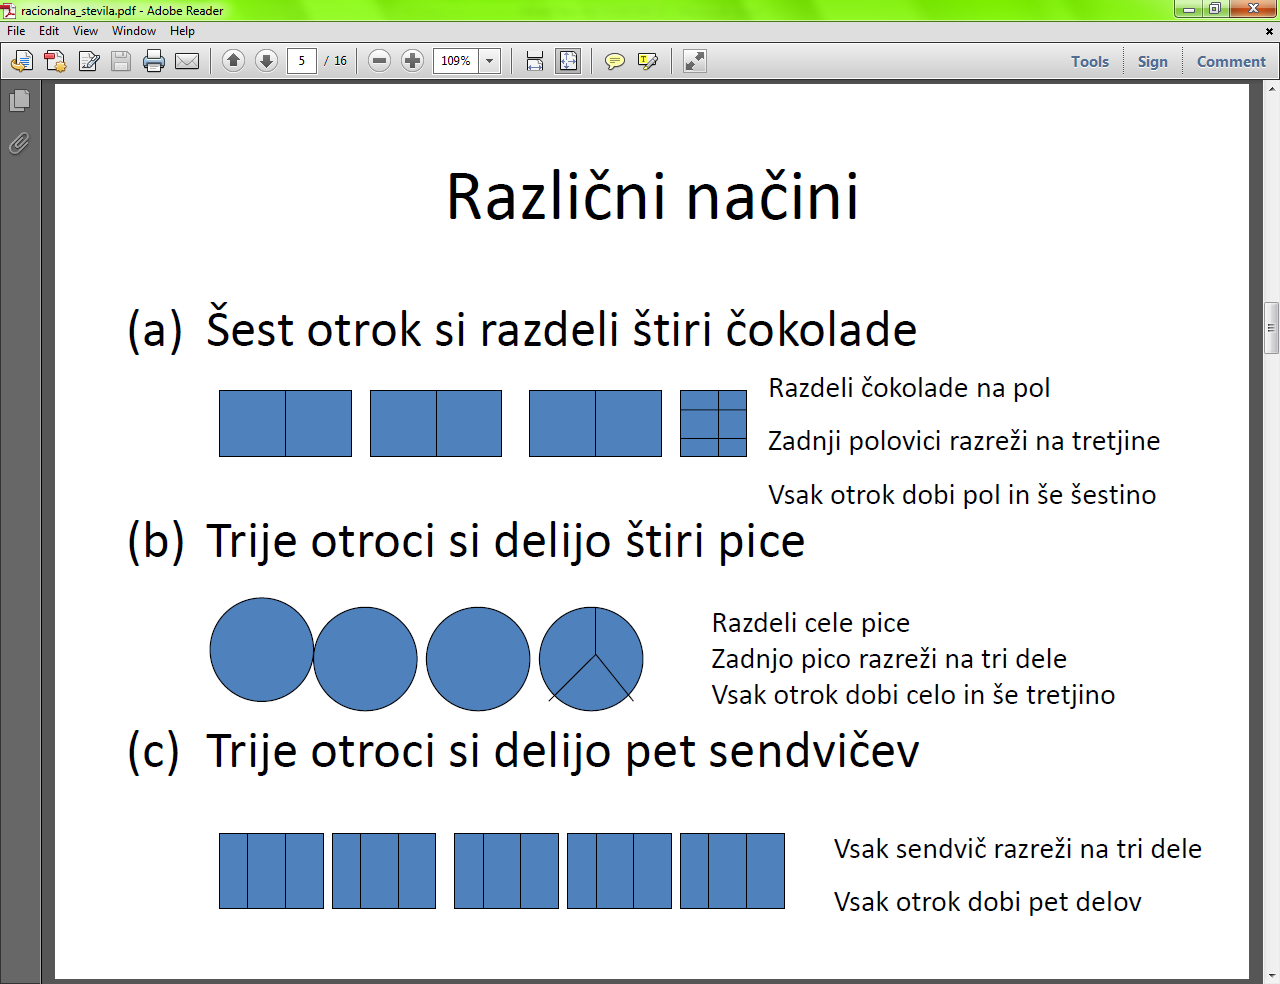 racionalna_stevila.pdf - Adobe Reader
File Edit View Window Help
5 / 16 109% Tools Sign Comment
Različni načini
(a) Šest otrok si razdeli štiri čokolade
Razdeli čokolade na pol
Zadnji polovici razreži na tretjine
Vsak otrok dobi pol in še šestino
(b) Trije otroci si delijo štiri pice
Razdeli cele pice
Zadnjo pico razreži na tri dele
Vsak otrok dobi celo in še tretjino
(c) Trije otroci si delijo pet sendvičev
Vsak sendvič razreži na tri dele
Vsak otrok dobi pet delov